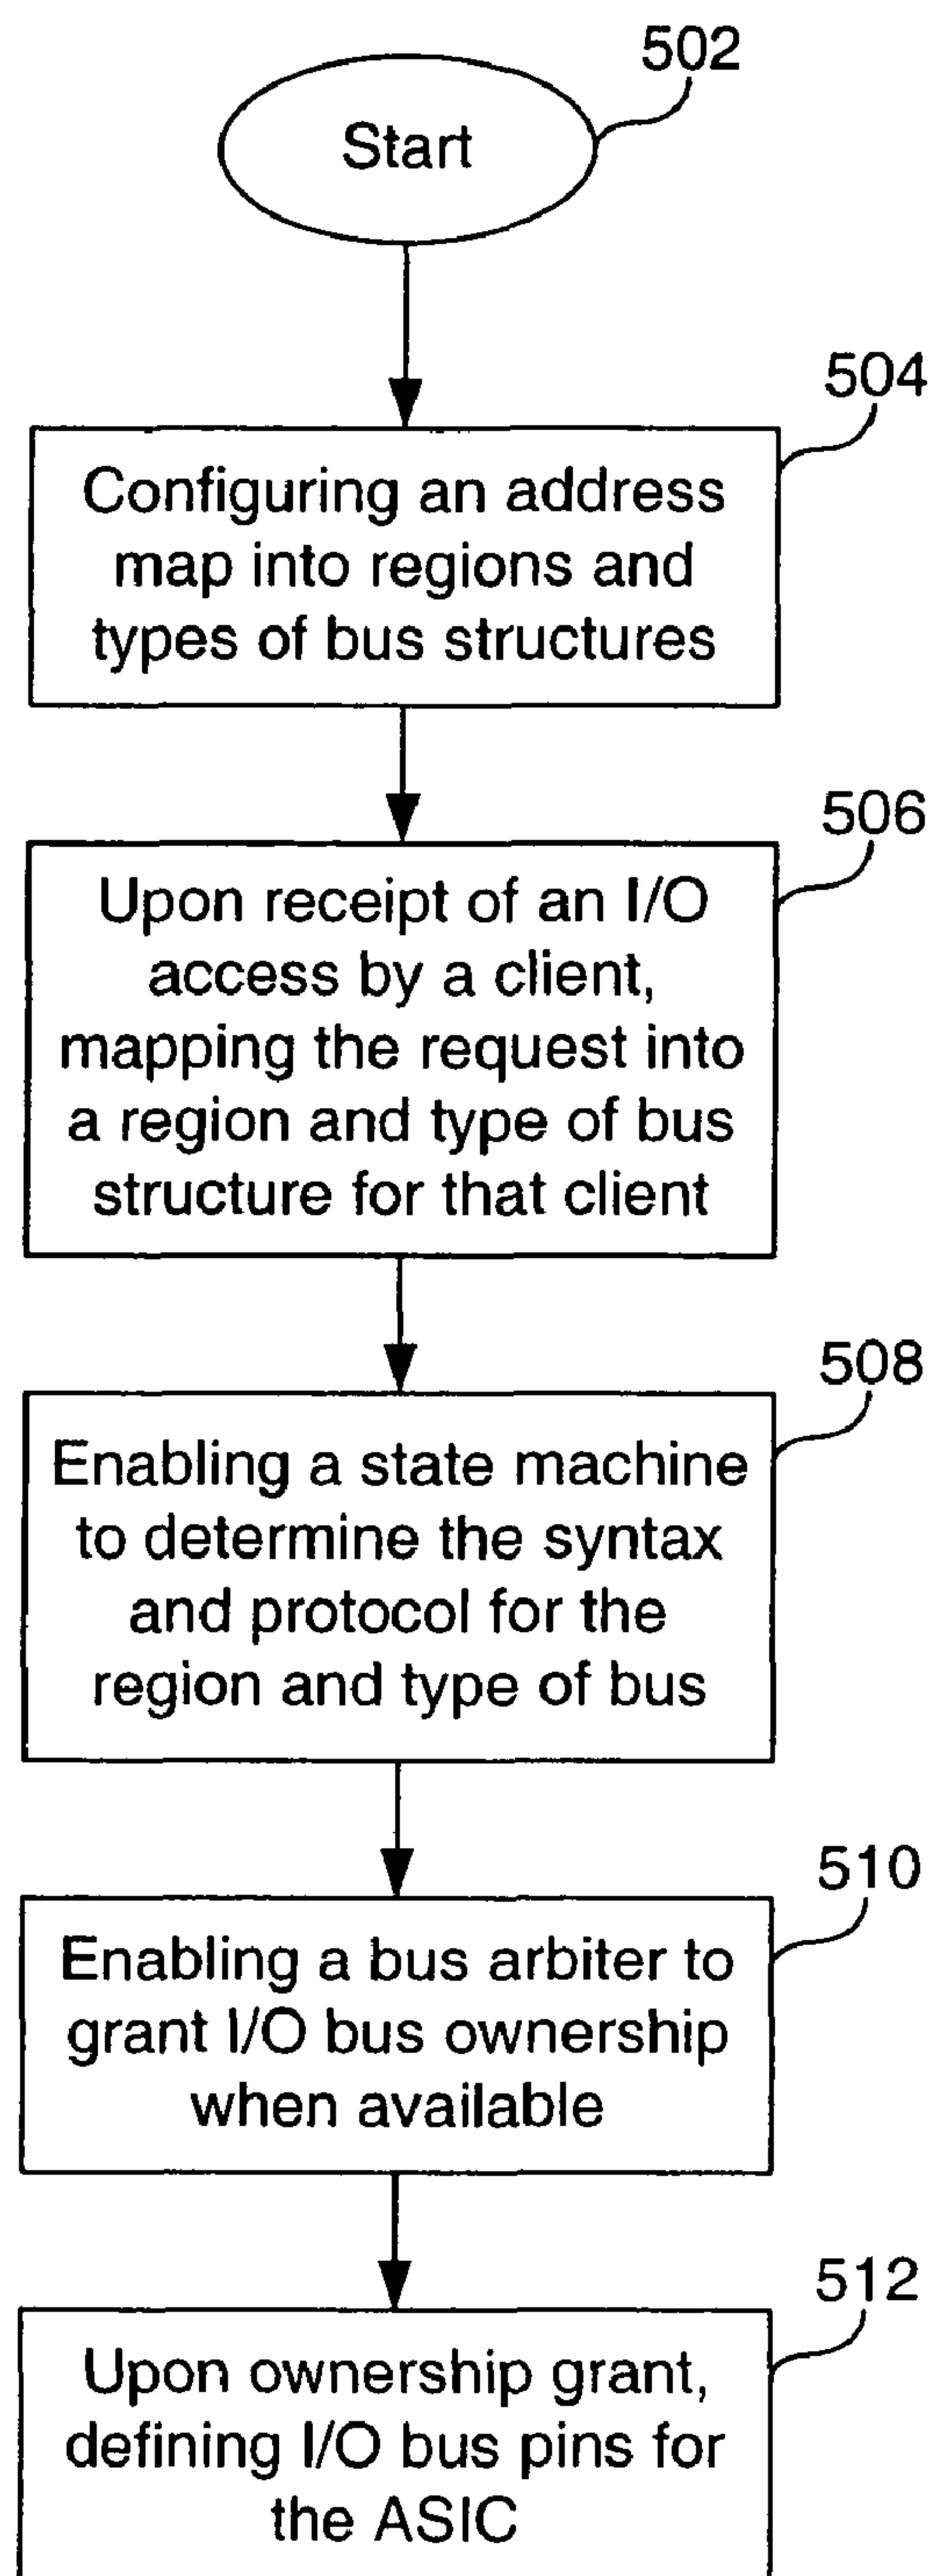 502
Start
504
Configuring an address
map into regions and
types of bus structures
506
Upon receipt of an I/O
access by a client,
mapping the request into
a region and type of bus
structure for that client
508
Enabling a state machine
to determine the syntax
and protocol for the
region and type of bus
510
Enabling a bus arbiter to
grant I/O bus ownership
when available
512
Upon ownership grant,
defining I/O bus pins for
the ASIC